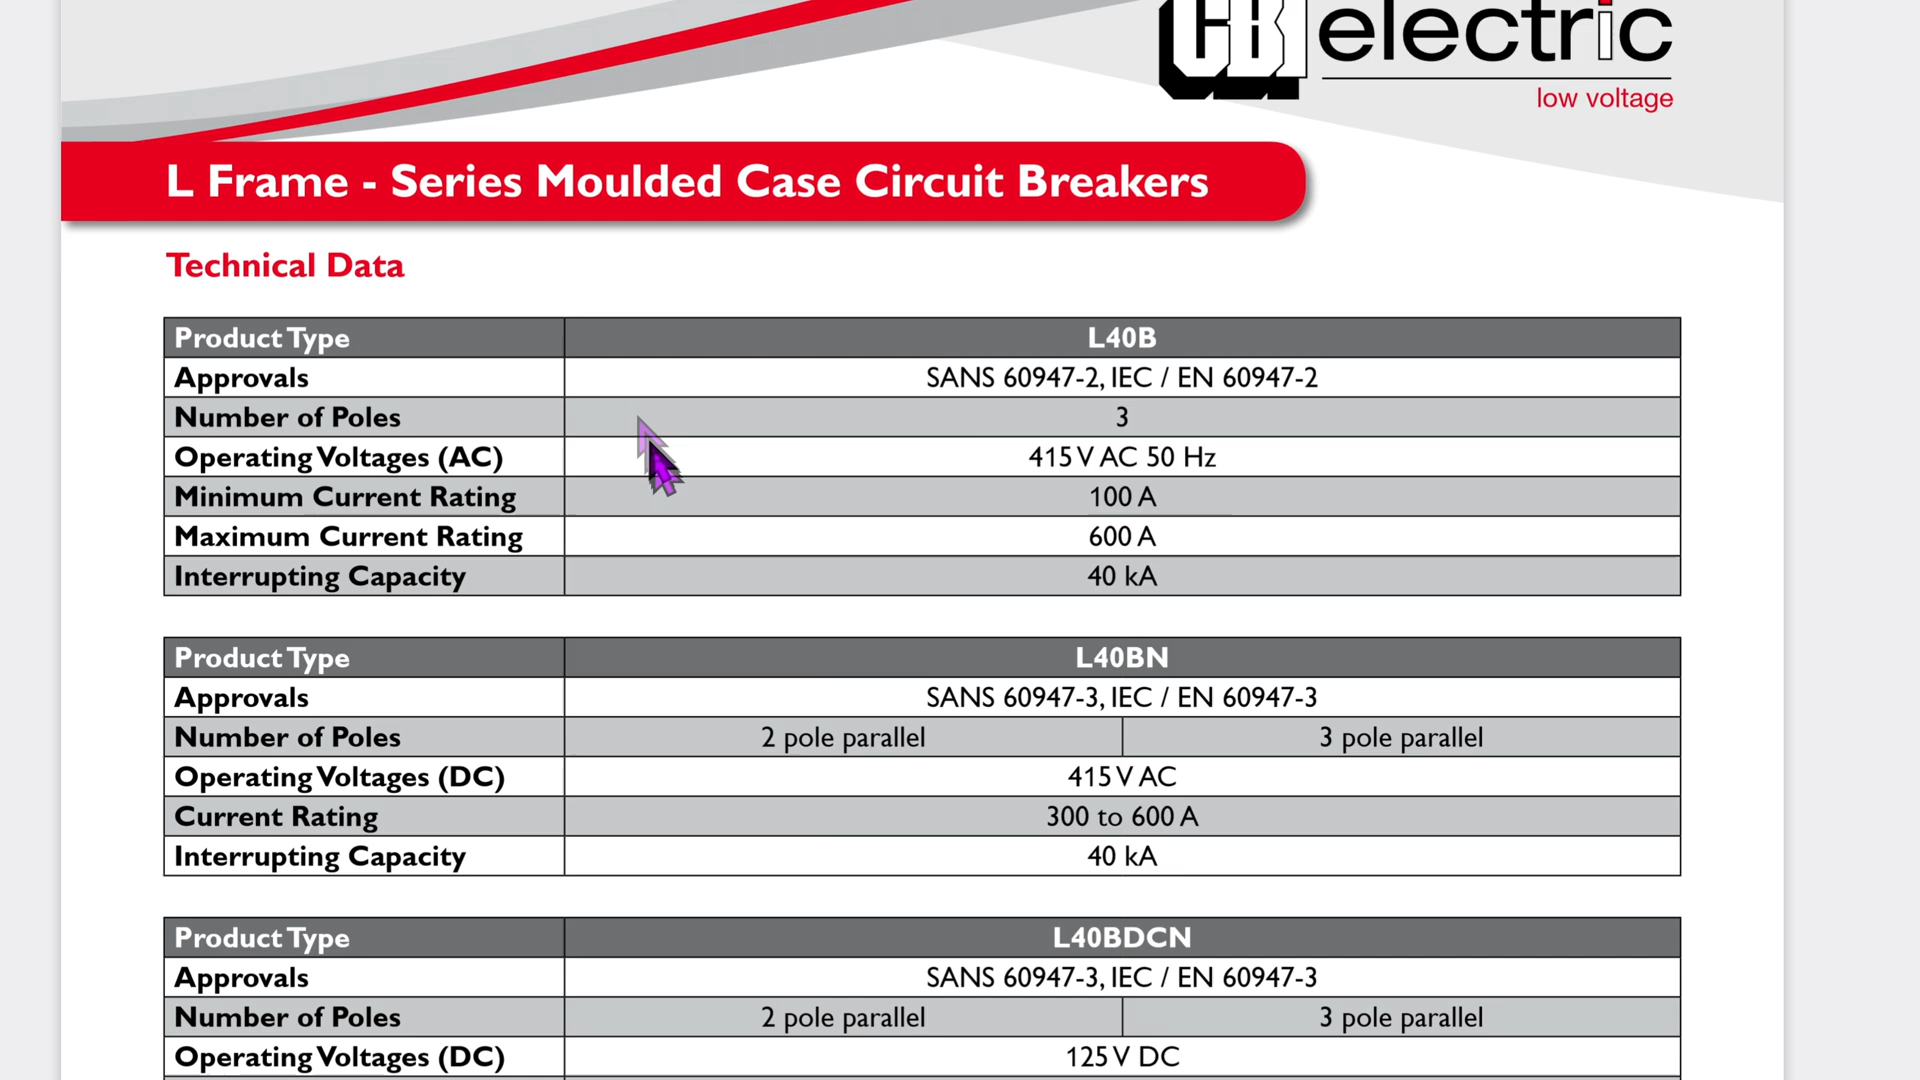 CBI electric
low voltage
L Frame - Series Moulded Case Circuit Breakers
Technical Data
Product Type L40B
Approvals SANS 60947-2, IEC / EN 60947-2
Number of Poles 3
Operating Voltages (AC) 415 V AC 50 Hz
Minimum Current Rating 100 A
Maximum Current Rating 600 A
Interrupting Capacity 40 kA
Product Type L40BN
Approvals SANS 60947-3, IEC / EN 60947-3
Number of Poles 2 pole parallel 3 pole parallel
Operating Voltages (DC) 415 V AC
Current Rating 300 to 600 A
Interrupting Capacity 40 kA
Product Type L40BDCN
Approvals SANS 60947-3, IEC / EN 60947-3
Number of Poles 2 pole parallel 3 pole parallel
Operating Voltages (DC) 125 V DC